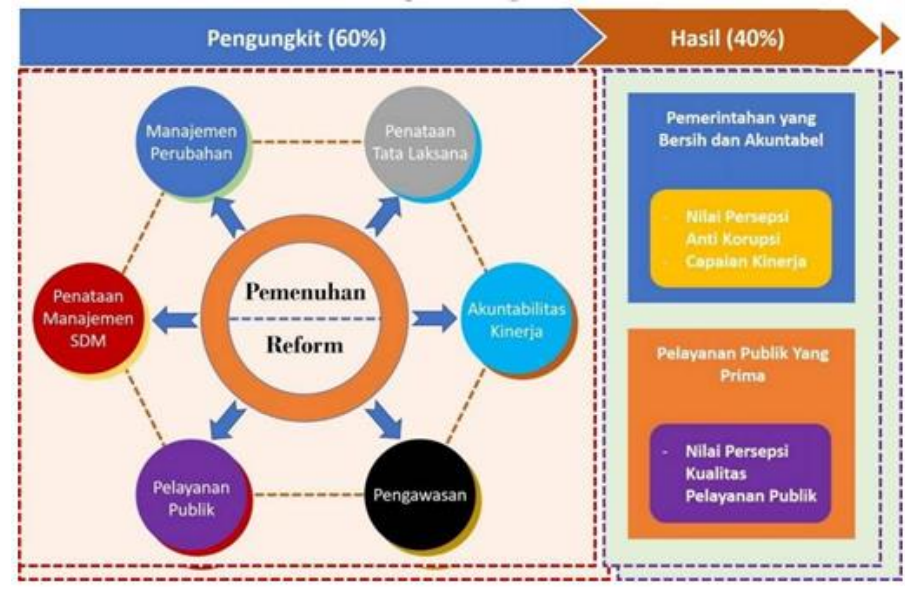 Pengungkit (60%)
Hasil (40%)
Manajemen
Perubahan
Penataan
Tata Laksana
Penataan
Manajemen
SDM
Pemenuhan
Reform
Akuntabilitas
Kinerja
Pelayanan
Publik
Pengawasan
Pemerintahan yang
Bersih dan Akuntabel
- Nilai Persepsi
Anti Korupsi
- Capaian Kinerja
Pelayanan Publik Yang
Prima
- Nilai Persepsi
Kualitas
Pelayanan Publik